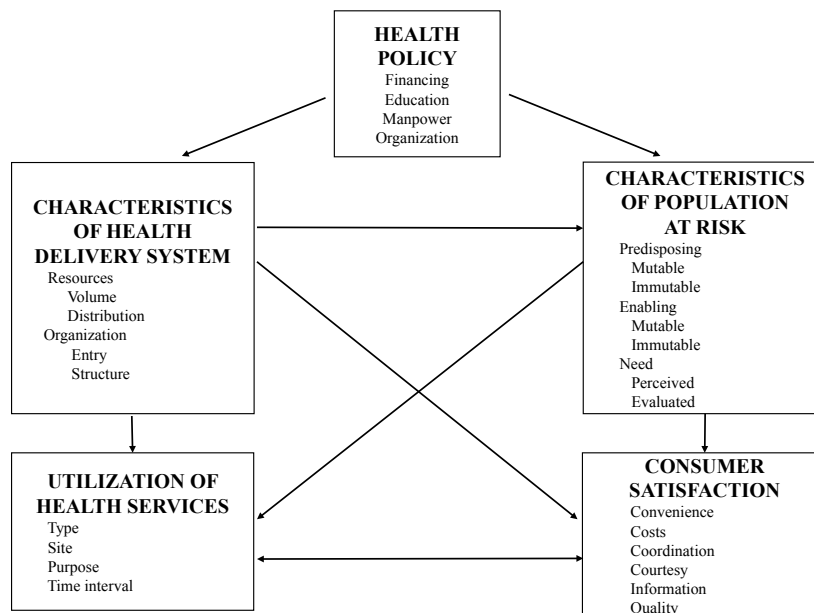 HEALTH
POLICY
Financing
Education
Manpower
Organization
CHARACTERISTICS
OF HEALTH
DELIVERY SYSTEM
Resources
Volume
Distribution
Organization
Entry
Structure
CHARACTERISTICS
OF POPULATION
AT RISK
Predisposing
Mutable
Immutable
Enabling
Mutable
Immutable
Need
Perceived
Evaluated
UTILIZATION OF
HEALTH SERVICES
Type
Site
Purpose
Time interval
CONSUMER
SATISFACTION
Convenience
Costs
Coordination
Courtesy
Information
Quality